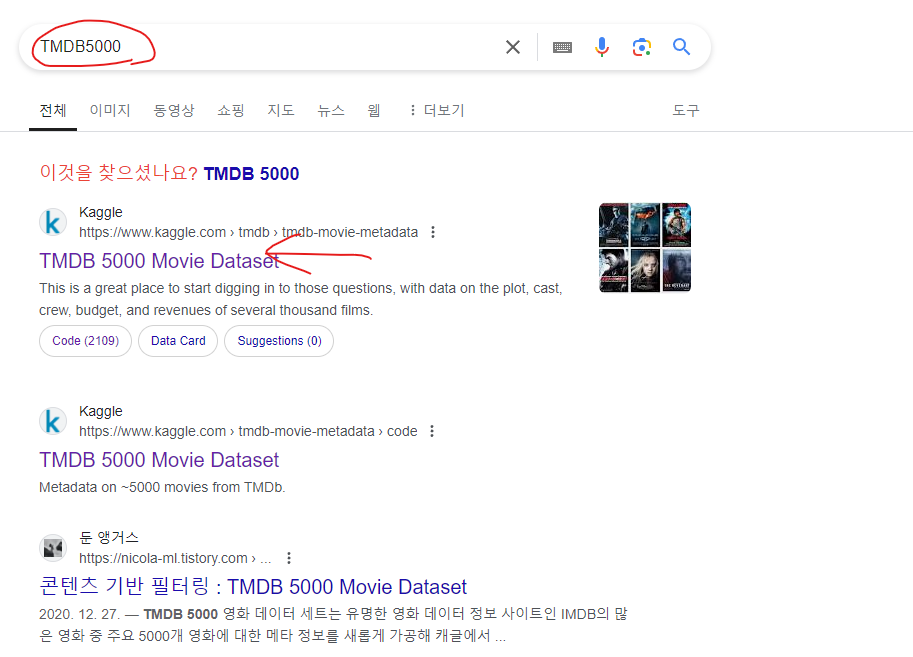 TMDB5000
전체 이미지 동영상 쇼핑 지도 뉴스 웹 더보기 도구
이것을 찾으셨나요? TMDB 5000
Kaggle
https://www.kaggle.com › tmdb › tmdb-movie-metadata
TMDB 5000 Movie Dataset
This is a great place to start digging in to those questions, with data on the plot, cast,
crew, budget, and revenues of several thousand films.
Code (2109) Data Card Suggestions (0)
Kaggle
https://www.kaggle.com › tmdb-movie-metadata › code
TMDB 5000 Movie Dataset
Metadata on ~5000 movies from TMDb.
둔 앵거스
https://nicola-ml.tistory.com › ...
콘텐츠 기반 필터링 : TMDB 5000 Movie Dataset
2020. 12. 27. — TMDB 5000 영화 데이터 세트는 유명한 영화 데이터 정보 사이트인 IMDB의 많
은 영화 중 주요 5000개 영화에 대한 메타 정보를 새롭게 가공해 캐글에서 ...